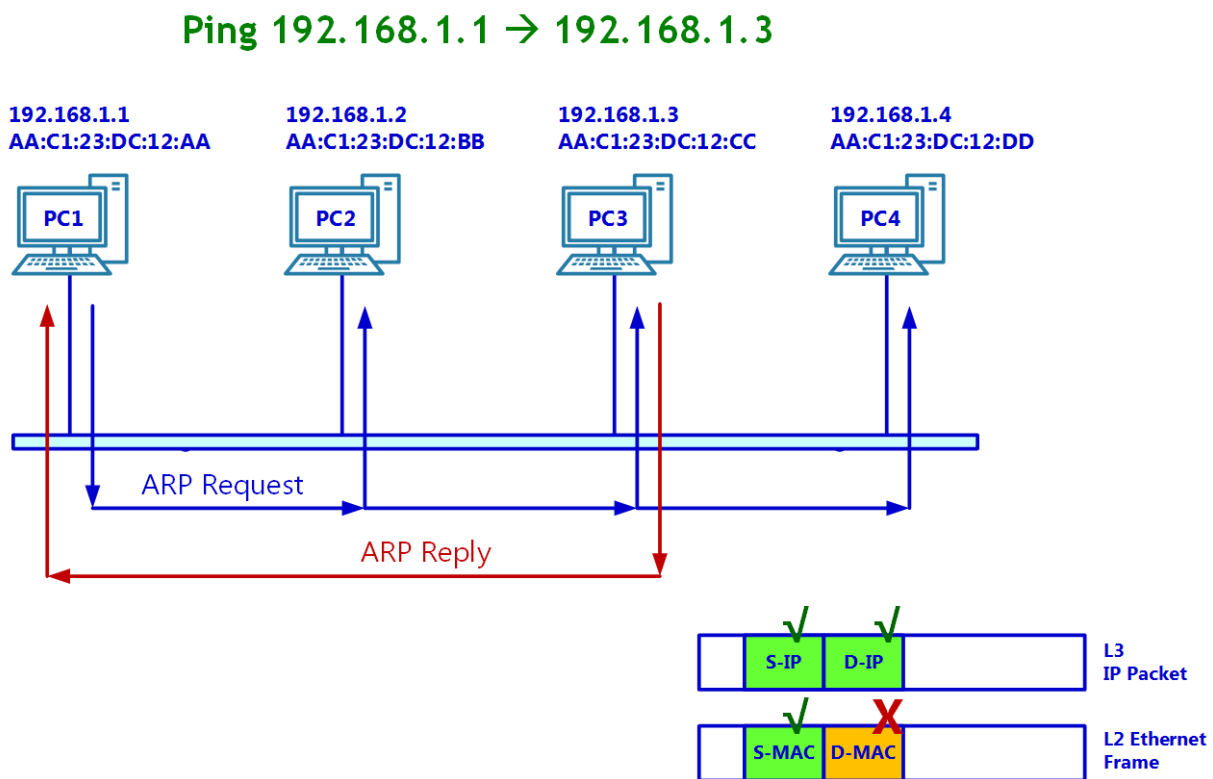 Ping 192.168.1.1 → 192.168.1.3
192.168.1.1
AA:C1:23:DC:12:AA
192.168.1.2
AA:C1:23:DC:12:BB
192.168.1.3
AA:C1:23:DC:12:CC
192.168.1.4
AA:C1:23:DC:12:DD
PC1
PC2
PC3
PC4
ARP Request
ARP Reply
S-IP
D-IP
L3
IP Packet
S-MAC
D-MAC
X
L2 Ethernet
Frame